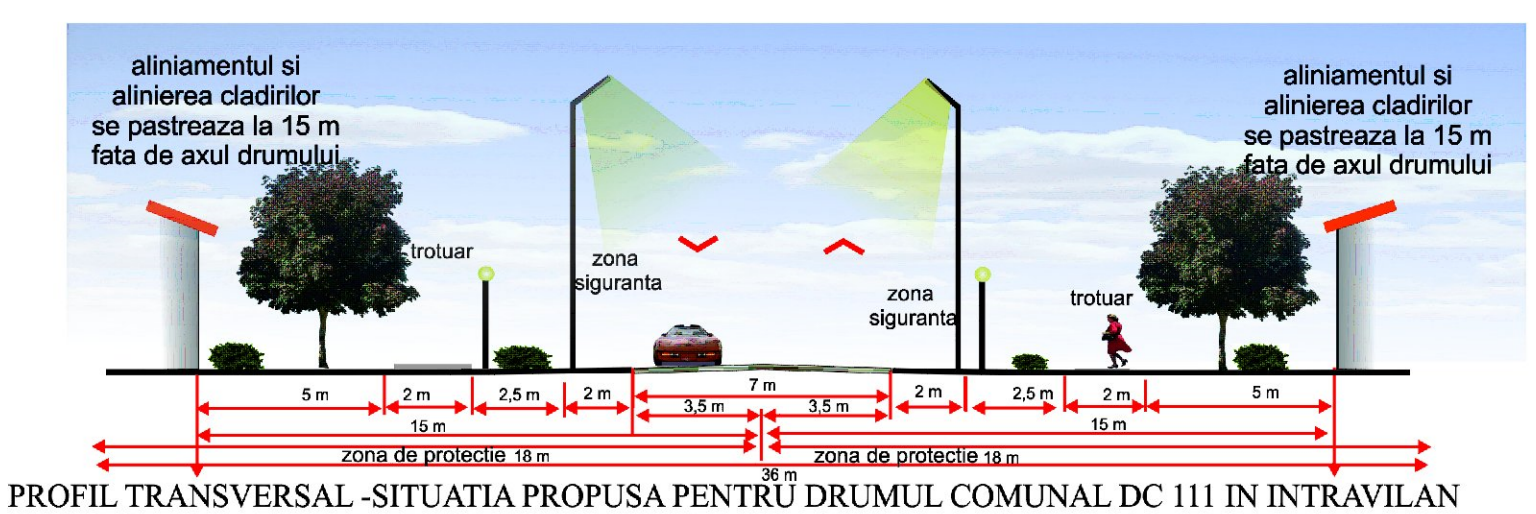 aliniamentul si
alinierea cladirilor
se pastreaza la 15 m
fata de axul drumului
aliniamentul si
alinierea cladirilor
se pastreaza la 15 m
fata de axul drumului
trotuar
zona
siguranta
zona
siguranta
trotuar
5 m
2 m
2,5 m
2 m
7 m
2 m
2,5 m
2 m
5 m
3,5 m
3,5 m
15 m
15 m
zona de protectie 18 m
zona de protectie 18 m
36 m
PROFIL TRANSVERSAL -SITUATIA PROPUSA PENTRU DRUMUL COMUNAL DC 111 IN INTRAVILAN